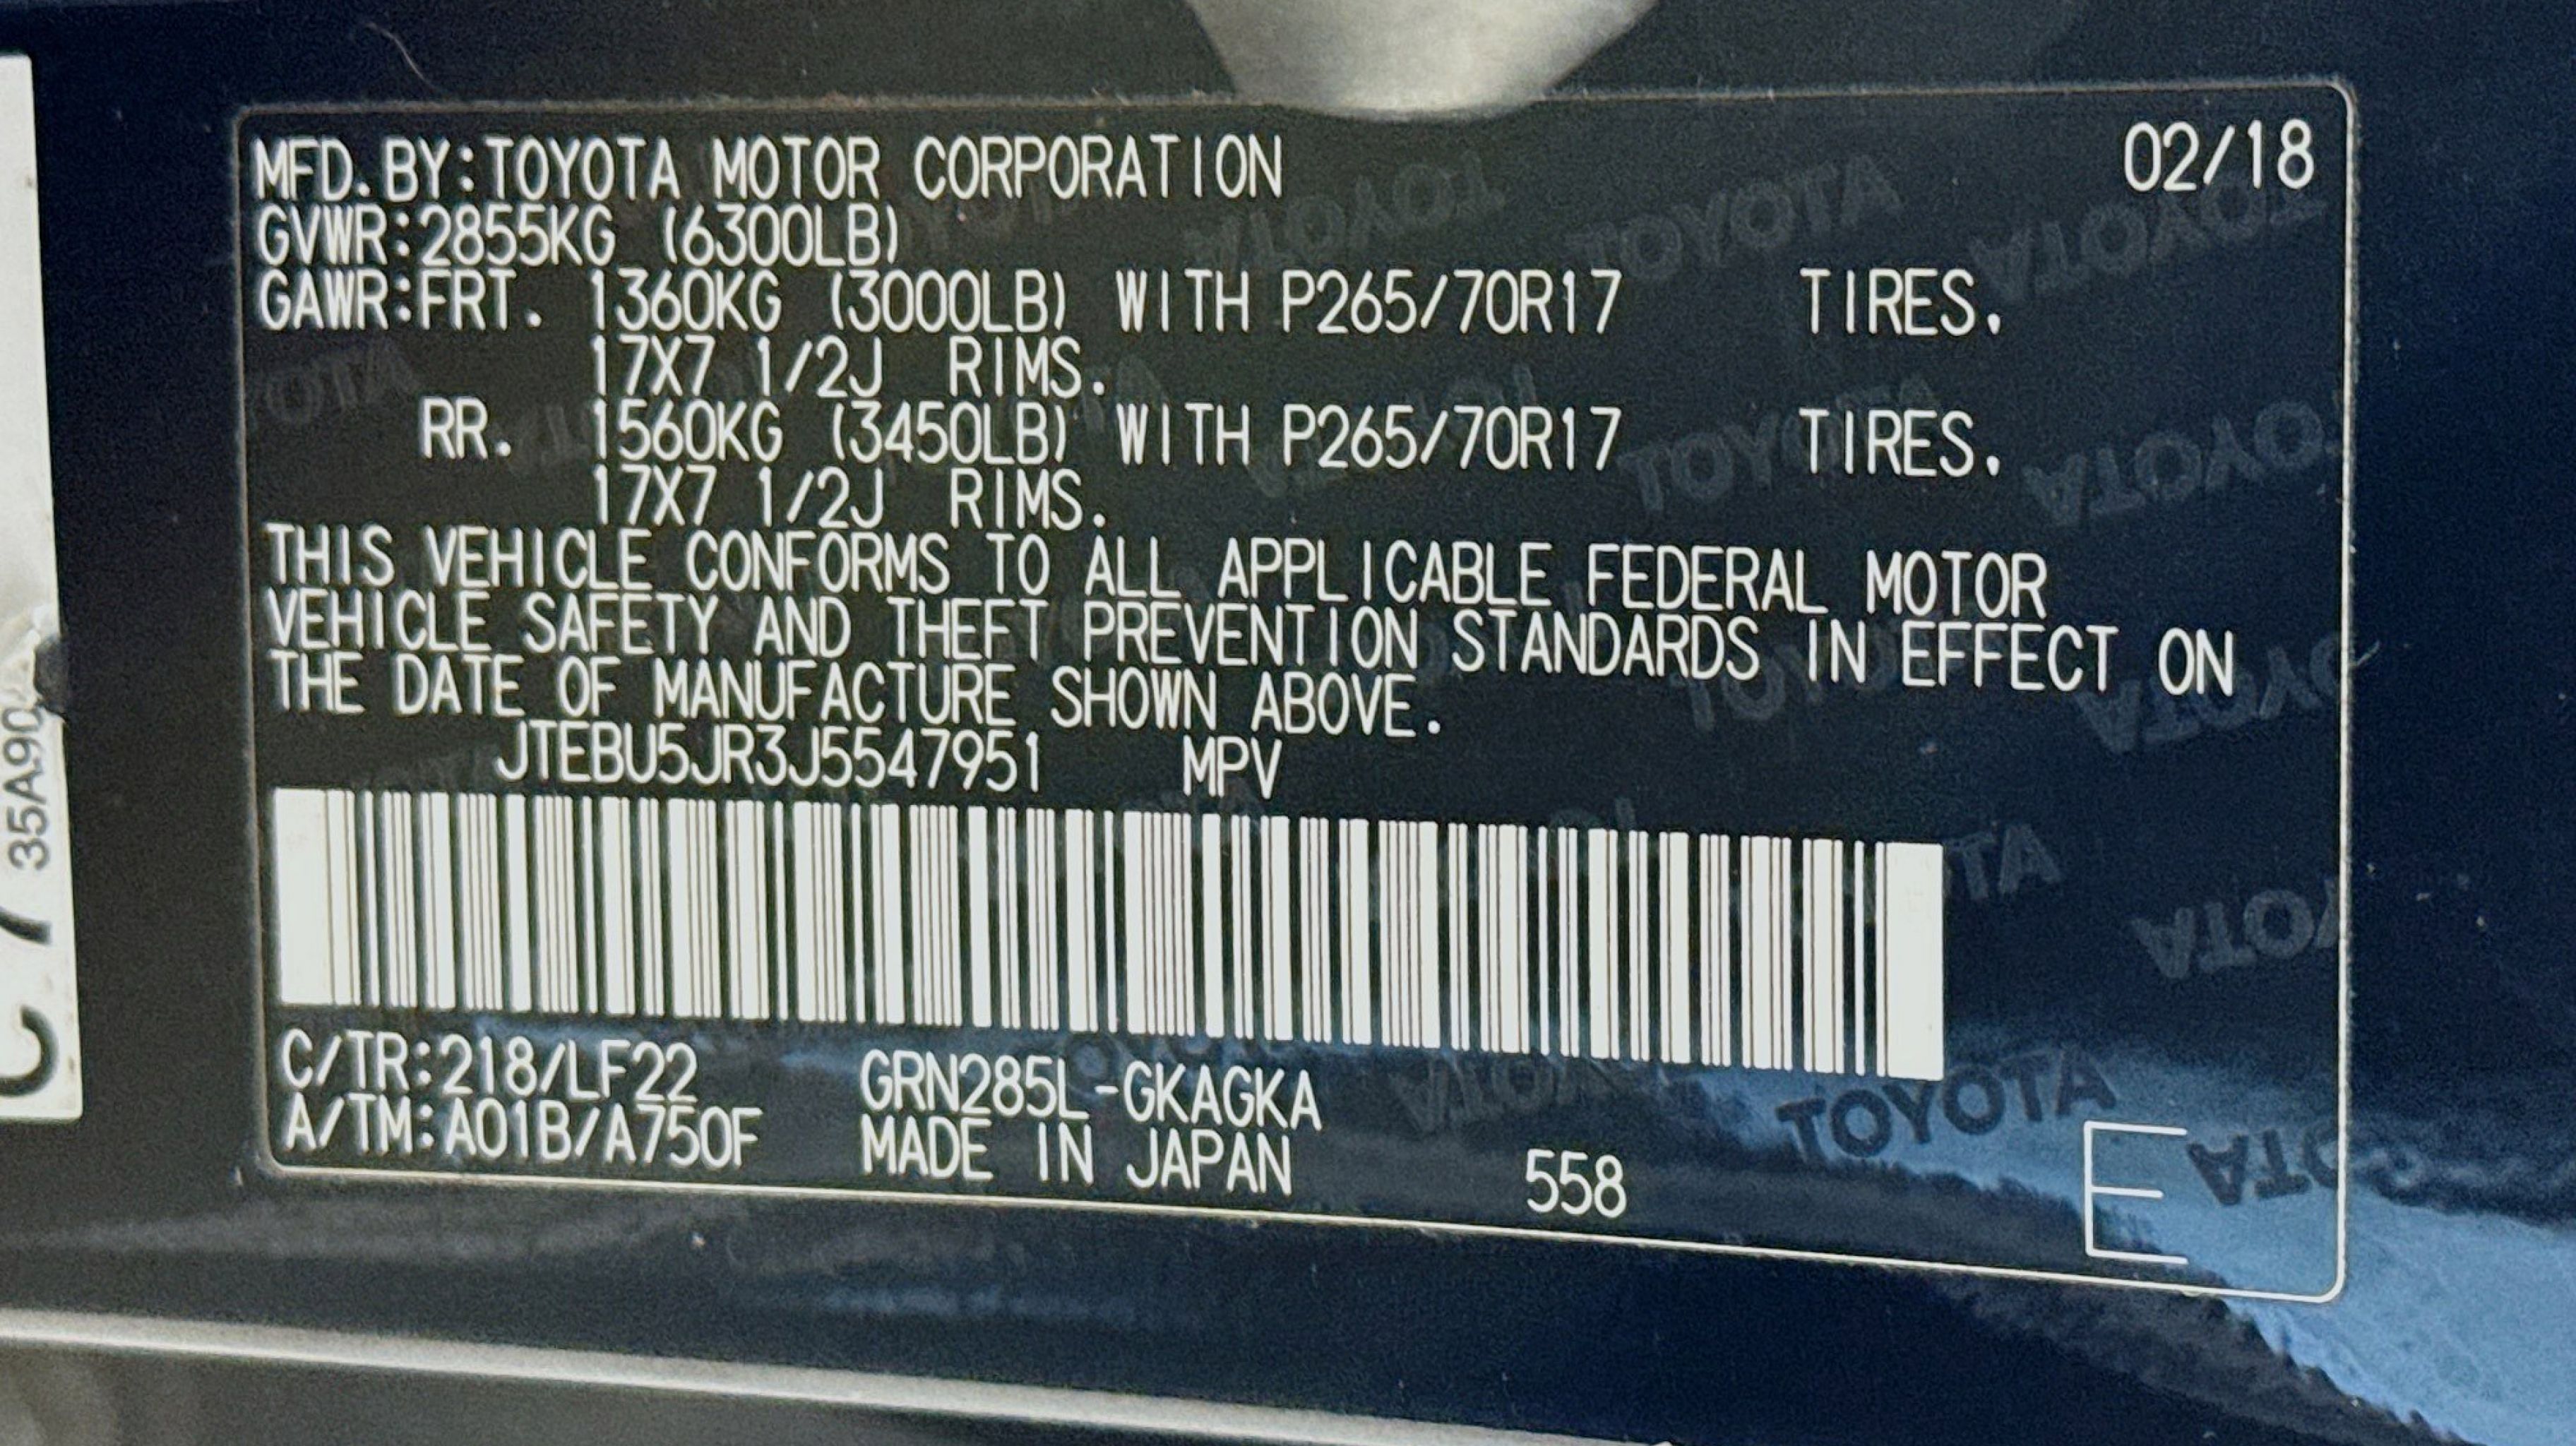 MFD.BY:TOYOTA MOTOR CORPORATION 02/18
GVWR:2855KG (6300LB)
GAWR:FRT. 1360KG (3000LB) WITH P265/70R17 TIRES.
17X7 1/2J RIMS.
RR. 1560KG (3450LB) WITH P265/70R17 TIRES.
17X7 1/2J RIMS.
THIS VEHICLE CONFORMS TO ALL APPLICABLE FEDERAL MOTOR
VEHICLE SAFETY AND THEFT PREVENTION STANDARDS IN EFFECT ON
THE DATE OF MANUFACTURE SHOWN ABOVE.
JTEBU5JR3J5547951 MPV
C/TR:218/LF22 GRN285L-GKAGKA
A/TM:A01B/A750F MADE IN JAPAN 558 E
TOYOTA
35A90